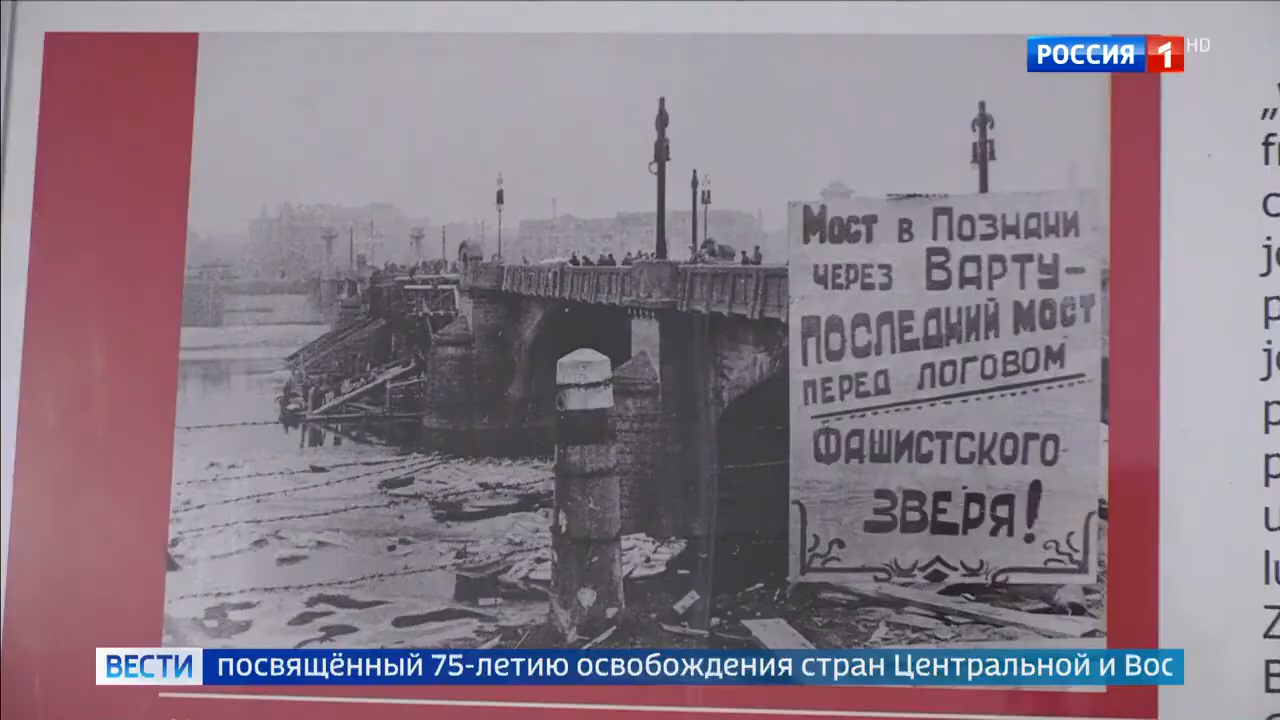 РОССИЯ 1 HD
Мост в Познани
через Варту-
последний мост
перед логовом
фашистского
зверя!
ВЕСТИ посвящённый 75-летию освобождения стран Центральной и Вос